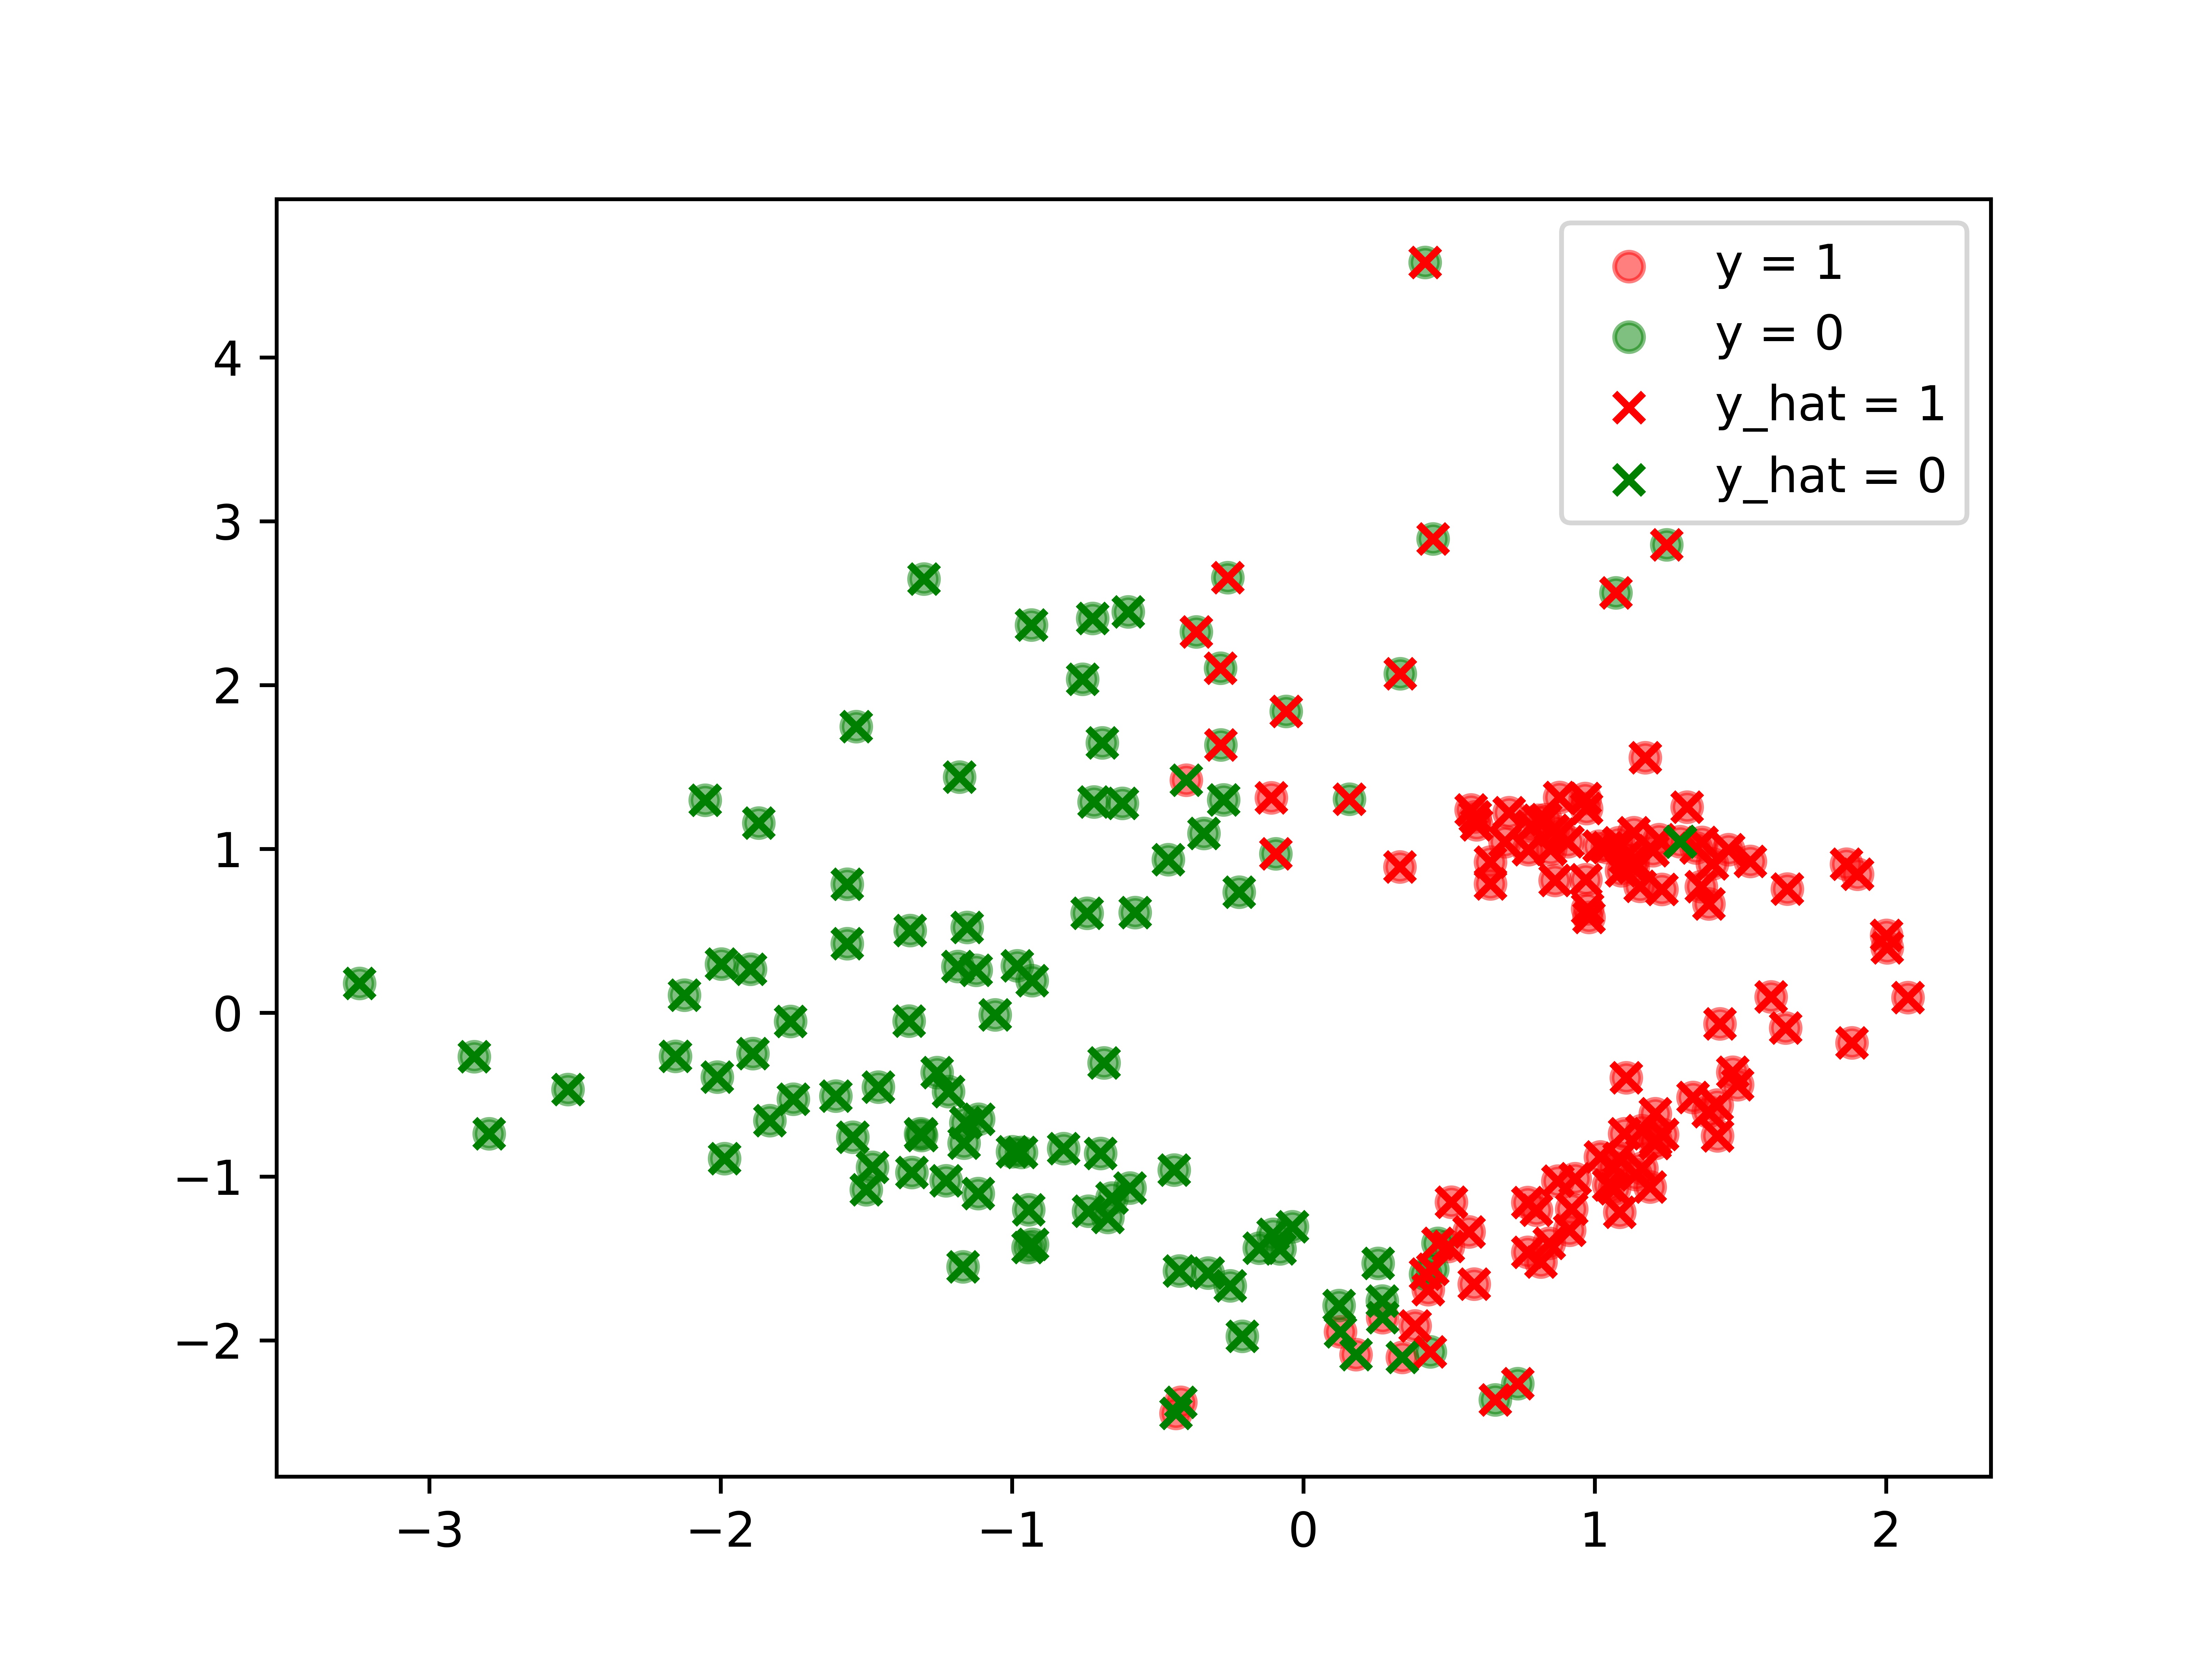 y = 1
y = 0
y_hat = 1
y_hat = 0
4
3
2
1
0
−1
−2
−3 −2 −1 0 1 2